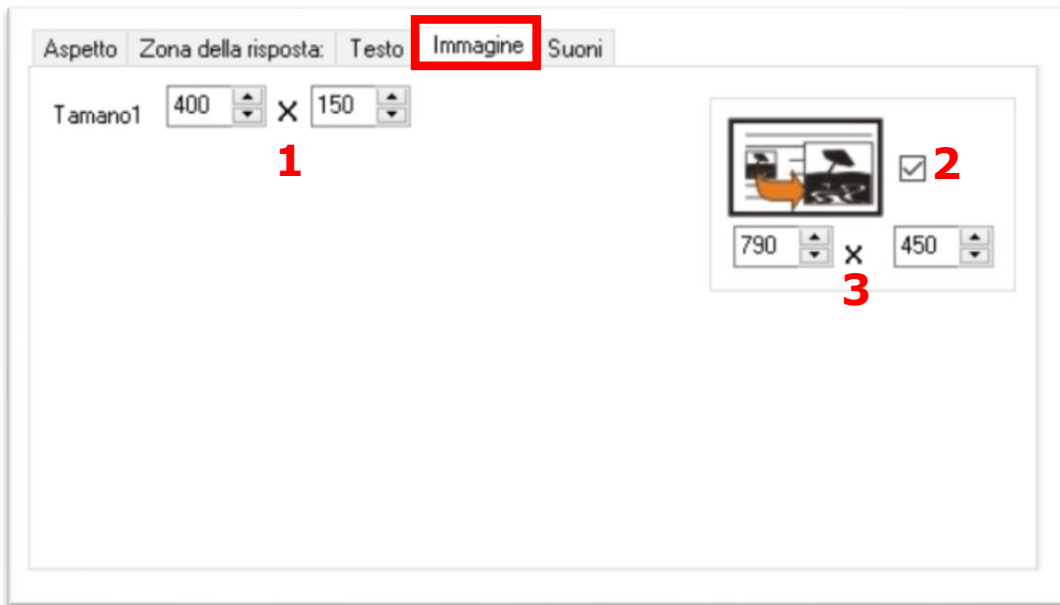 Aspetto Zona della risposta: Testo Immagine Suoni
Tamano1 400 X 150
1
2
790 x 450
3